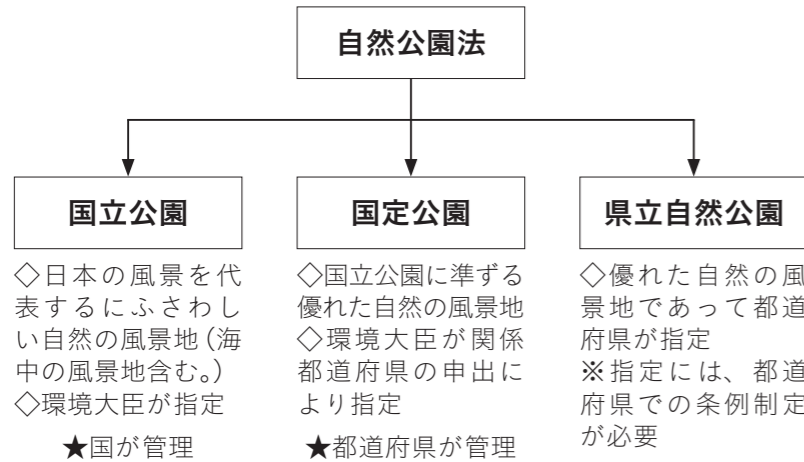 自然公園法
国立公園
◇日本の風景を代
表するにふさわし
い自然の風景地(海
中の風景地含む。)
◇環境大臣が指定
★国が管理
国定公園
◇国立公園に準ずる
優れた自然の風景地
◇環境大臣が関係
都道府県の申出に
より指定
★都道府県が管理
県立自然公園
◇優れた自然の風
景地であって都道
府県が指定
※指定には、都道
府県での条例制定
が必要